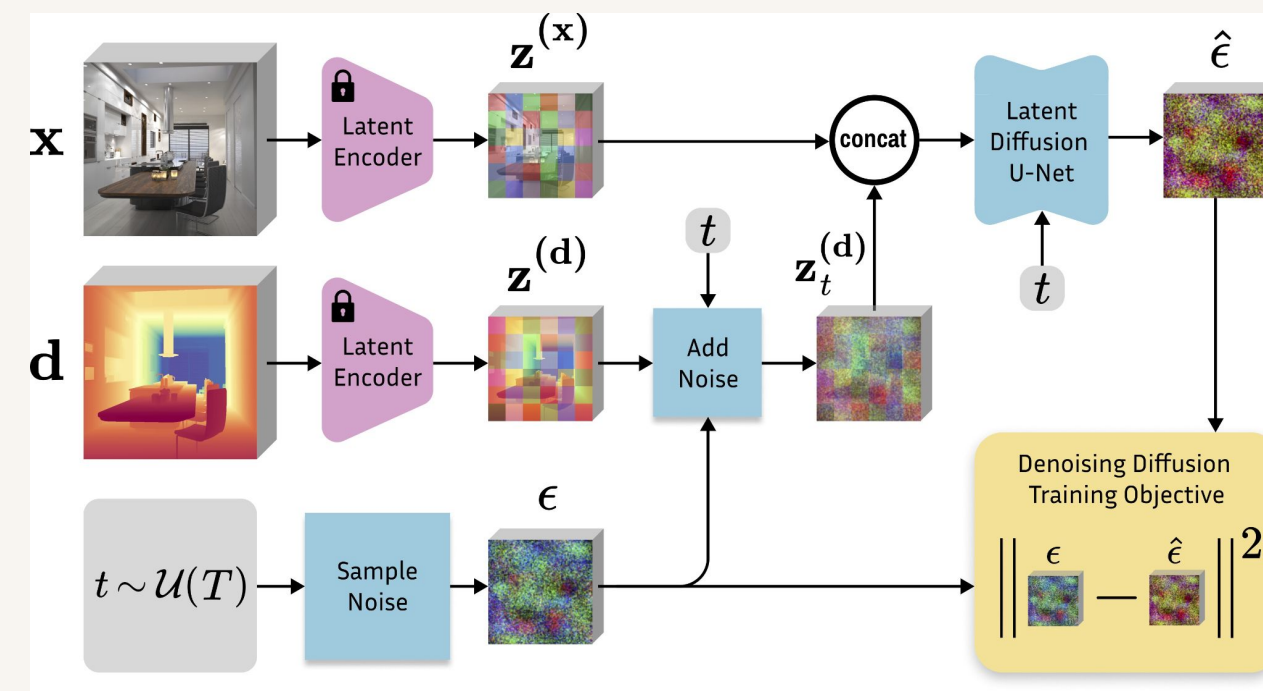 x
Latent
Encoder
z^(x)
concat
Latent
Diffusion
U-Net
ϵ̂
t
d
Latent
Encoder
z^(d)
t
Add
Noise
z_t^(d)
t ~ 𝒰(T)
Sample
Noise
ϵ
Denoising Diffusion
Training Objective
ϵ
ϵ̂
|| − ||²